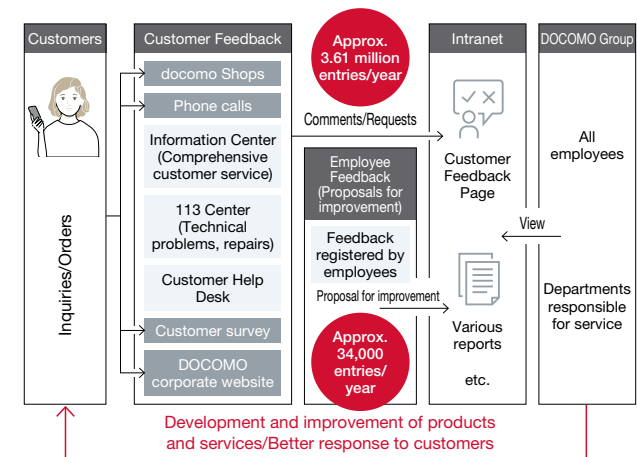 Customers
Inquiries/Orders
Customer Feedback
docomo Shops
Phone calls
Information Center
(Comprehensive
customer service)
113 Center
(Technical
problems, repairs)
Customer Help
Desk
Customer survey
DOCOMO
corporate website
Approx.
3.61 million
entries/year
Comments/Requests
Employee
Feedback
(Proposals for
improvement)
Feedback
registered by
employees
Proposal for improvement
Approx.
34,000
entries/
year
Intranet
Customer
Feedback
Page
Various
reports
etc.
DOCOMO Group
All
employees
View
Departments
responsible
for service
Development and improvement of products
and services/Better response to customers